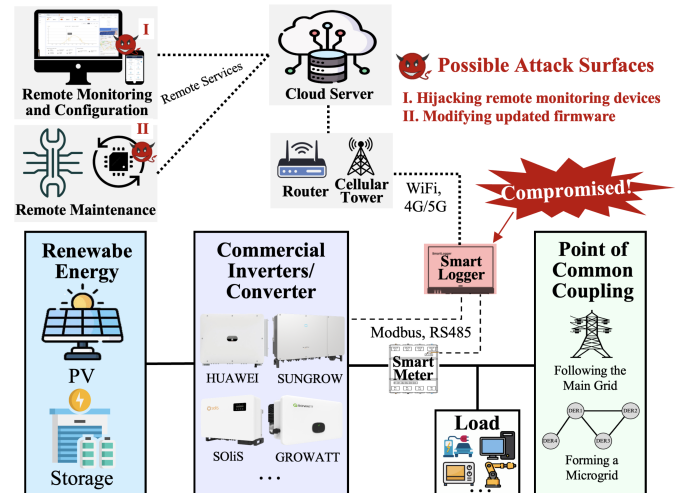 I
Remote Monitoring
and Configuration
Remote Services
Cloud Server
Possible Attack Surfaces
I. Hijacking remote monitoring devices
II. Modifying updated firmware
II
Remote Maintenance
Router
Cellular
Tower
WiFi,
4G/5G
Compromised!
Smart
Logger
Renewabe
Energy
PV
Storage
Commercial
Inverters/
Converter
HUAWEI
SUNGROW
SOliS
GROWATT
...
Modbus, RS485
Smart
Meter
Load
...
Point of
Common
Coupling
Following the
Main Grid
DER1
DER2
DER4
DER3
Forming a
Microgrid